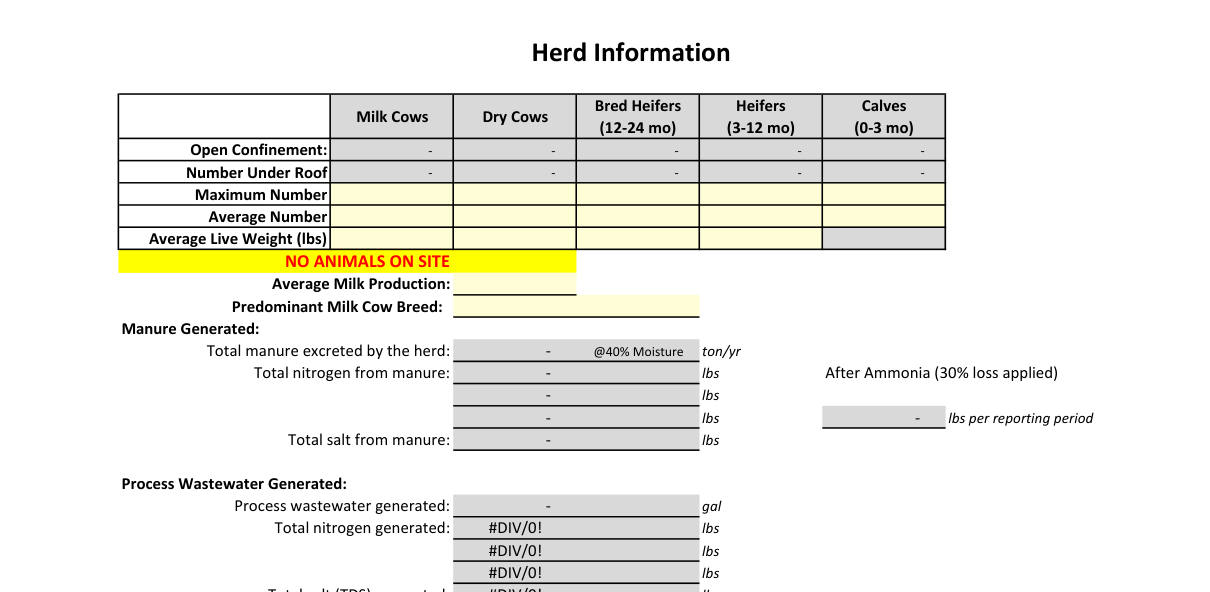 Herd Information
Milk Cows Dry Cows Bred Heifers (12-24 mo) Heifers (3-12 mo) Calves (0-3 mo)
Open Confinement: - - - - -
Number Under Roof - - - - -
Maximum Number
Average Number
Average Live Weight (lbs)
NO ANIMALS ON SITE
Average Milk Production:
Predominant Milk Cow Breed:
Manure Generated:
Total manure excreted by the herd: - @40% Moisture ton/yr
Total nitrogen from manure: - lbs After Ammonia (30% loss applied)
- lbs
- lbs - lbs per reporting period
Total salt from manure: - lbs
Process Wastewater Generated:
Process wastewater generated: - gal
Total nitrogen generated: #DIV/0! lbs
#DIV/0! lbs
#DIV/0! lbs